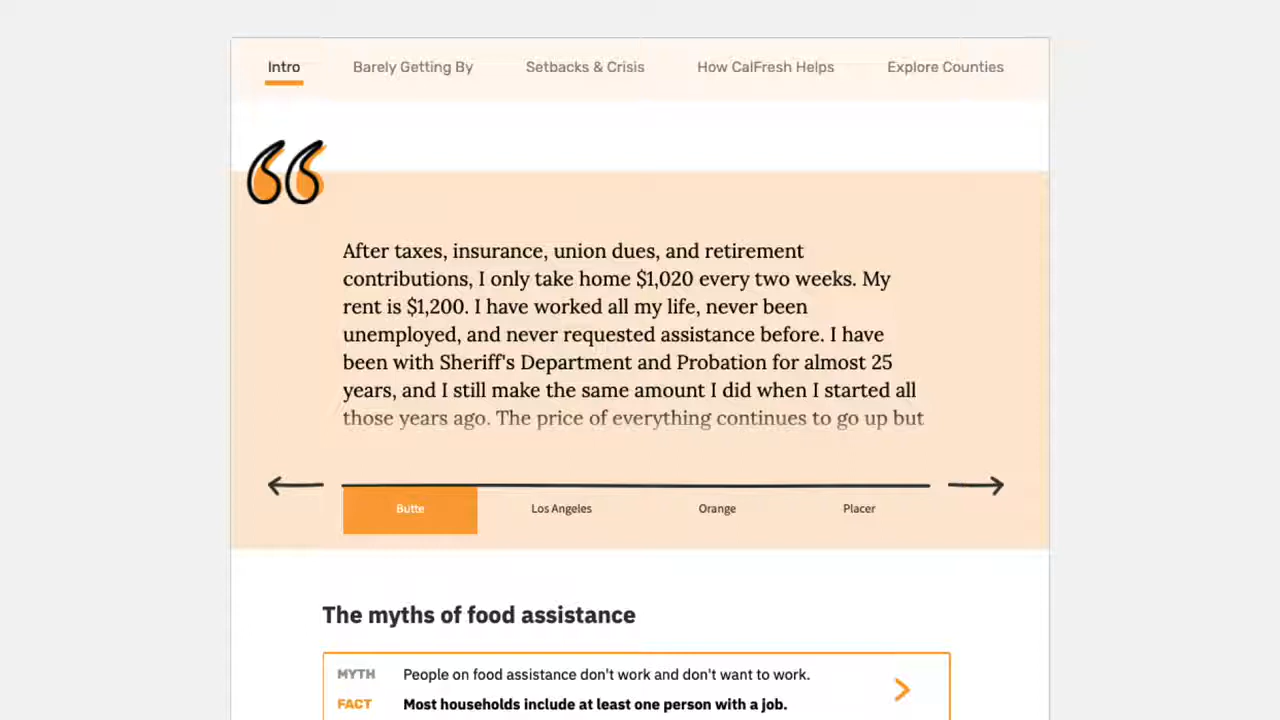 Intro Barely Getting By Setbacks & Crisis How CalFresh Helps Explore Counties
“
After taxes, insurance, union dues, and retirement
contributions, I only take home $1,020 every two weeks. My
rent is $1,200. I have worked all my life, never been
unemployed, and never requested assistance before. I have
been with Sheriff's Department and Probation for almost 25
years, and I still make the same amount I did when I started all
those years ago. The price of everything continues to go up but
Butte Los Angeles Orange Placer
The myths of food assistance
MYTH People on food assistance don't work and don't want to work.
FACT Most households include at least one person with a job.